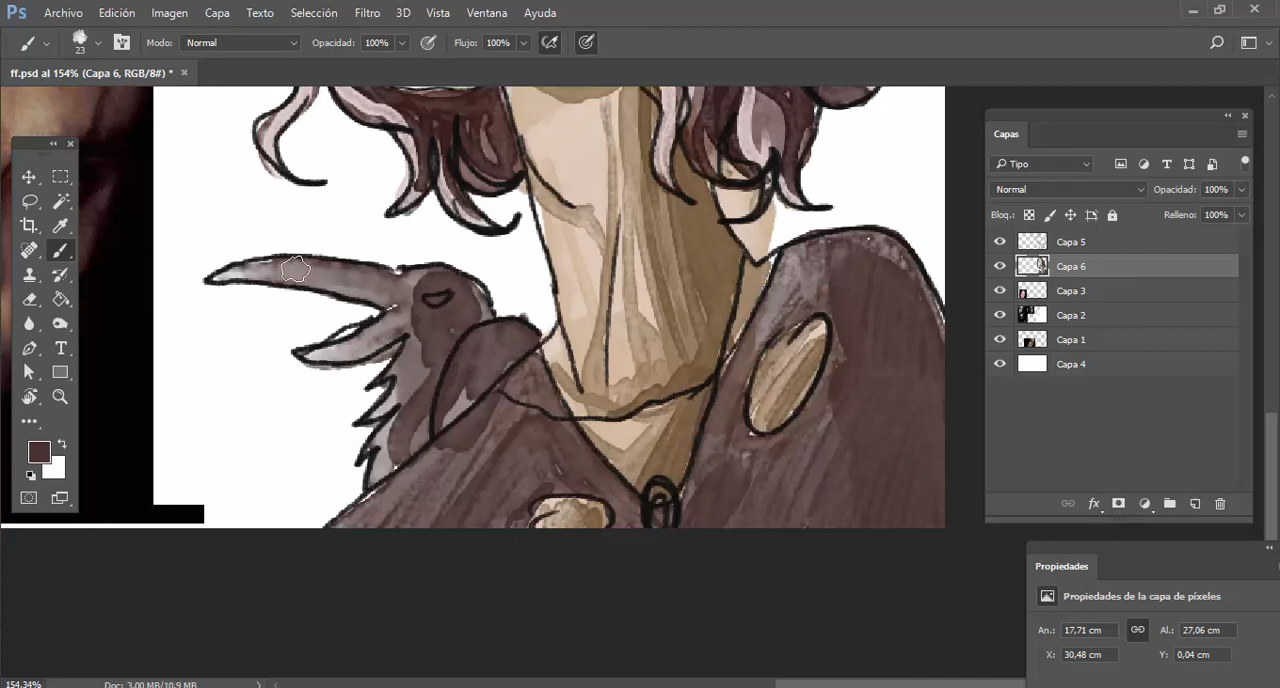 Ps Archivo Edición Imagen Capa Texto Selección Filtro 3D Vista Ventana Ayuda
23 Modo: Normal Opacidad: 100% Flujo: 100%
ff.psd al 154% (Capa 6, RGB/8#) * ×
Capas
Tipo
Normal Opacidad: 100%
Bloq.: Relleno: 100%
Capa 5
Capa 6
Capa 3
Capa 2
Capa 1
Capa 4
fx
Propiedades
Propiedades de la capa de píxeles
An.: 17,71 cm Al.: 27,06 cm
X: 30,48 cm Y: 0,04 cm
154,34% Doc: 3,00 MB/10,9 MB